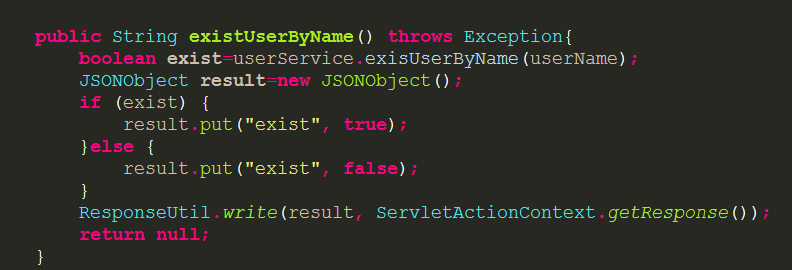 public String existUserByName() throws Exception{
    boolean exist=userService.exisUserByName(userName);
    JSONObject result=new JSONObject();
    if (exist) {
        result.put("exist", true);
    }else {
        result.put("exist", false);
    }
    ResponseUtil.write(result, ServletActionContext.getResponse());
    return null;
}